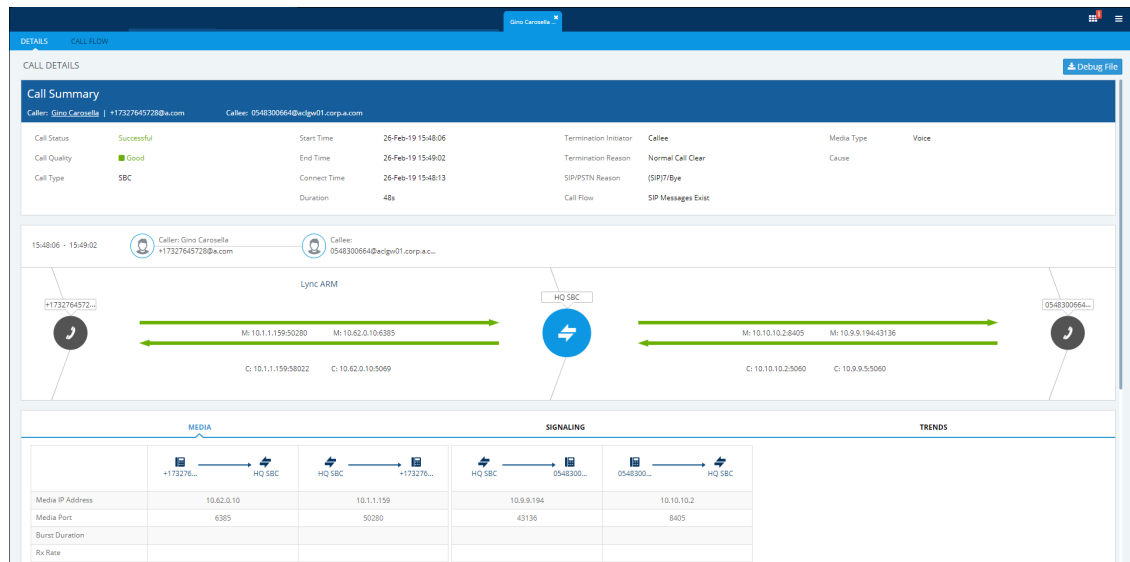 Gino Carosella ...
1
DETAILS CALL FLOW
CALL DETAILS Debug File
Call Summary
Caller: Gino Carosella | +17327645728@a.com Callee: 0548300664@aclgw01.corp.a.com
Call Status Successful Start Time 26-Feb-19 15:48:06 Termination Initiator Callee Media Type Voice
Call Quality Good End Time 26-Feb-19 15:49:02 Termination Reason Normal Call Clear Cause
Call Type SBC Connect Time 26-Feb-19 15:48:13 SIP/PSTN Reason (SIP)7/Bye
Duration 48s Call Flow SIP Messages Exist
15:48:06 - 15:49:02 Caller: Gino Carosella Callee:
+17327645728@a.com 0548300664@aclgw01.corp.a.c...
Lync ARM
+1732764572... HQ SBC 0548300664...
M: 10.1.1.159:50280 M: 10.62.0.10:6385 M: 10.10.10.2:8405 M: 10.9.9.194:43136
C: 10.1.1.159:58022 C: 10.62.0.10:5069 C: 10.10.10.2:5060 C: 10.9.9.5:5060
MEDIA SIGNALING TRENDS
+173276... HQ SBC HQ SBC +173276... HQ SBC 0548300... 0548300... HQ SBC
Media IP Address 10.62.0.10 10.1.1.159 10.9.9.194 10.10.10.2
Media Port 6385 50280 43136 8405
Burst Duration
Rx Rate